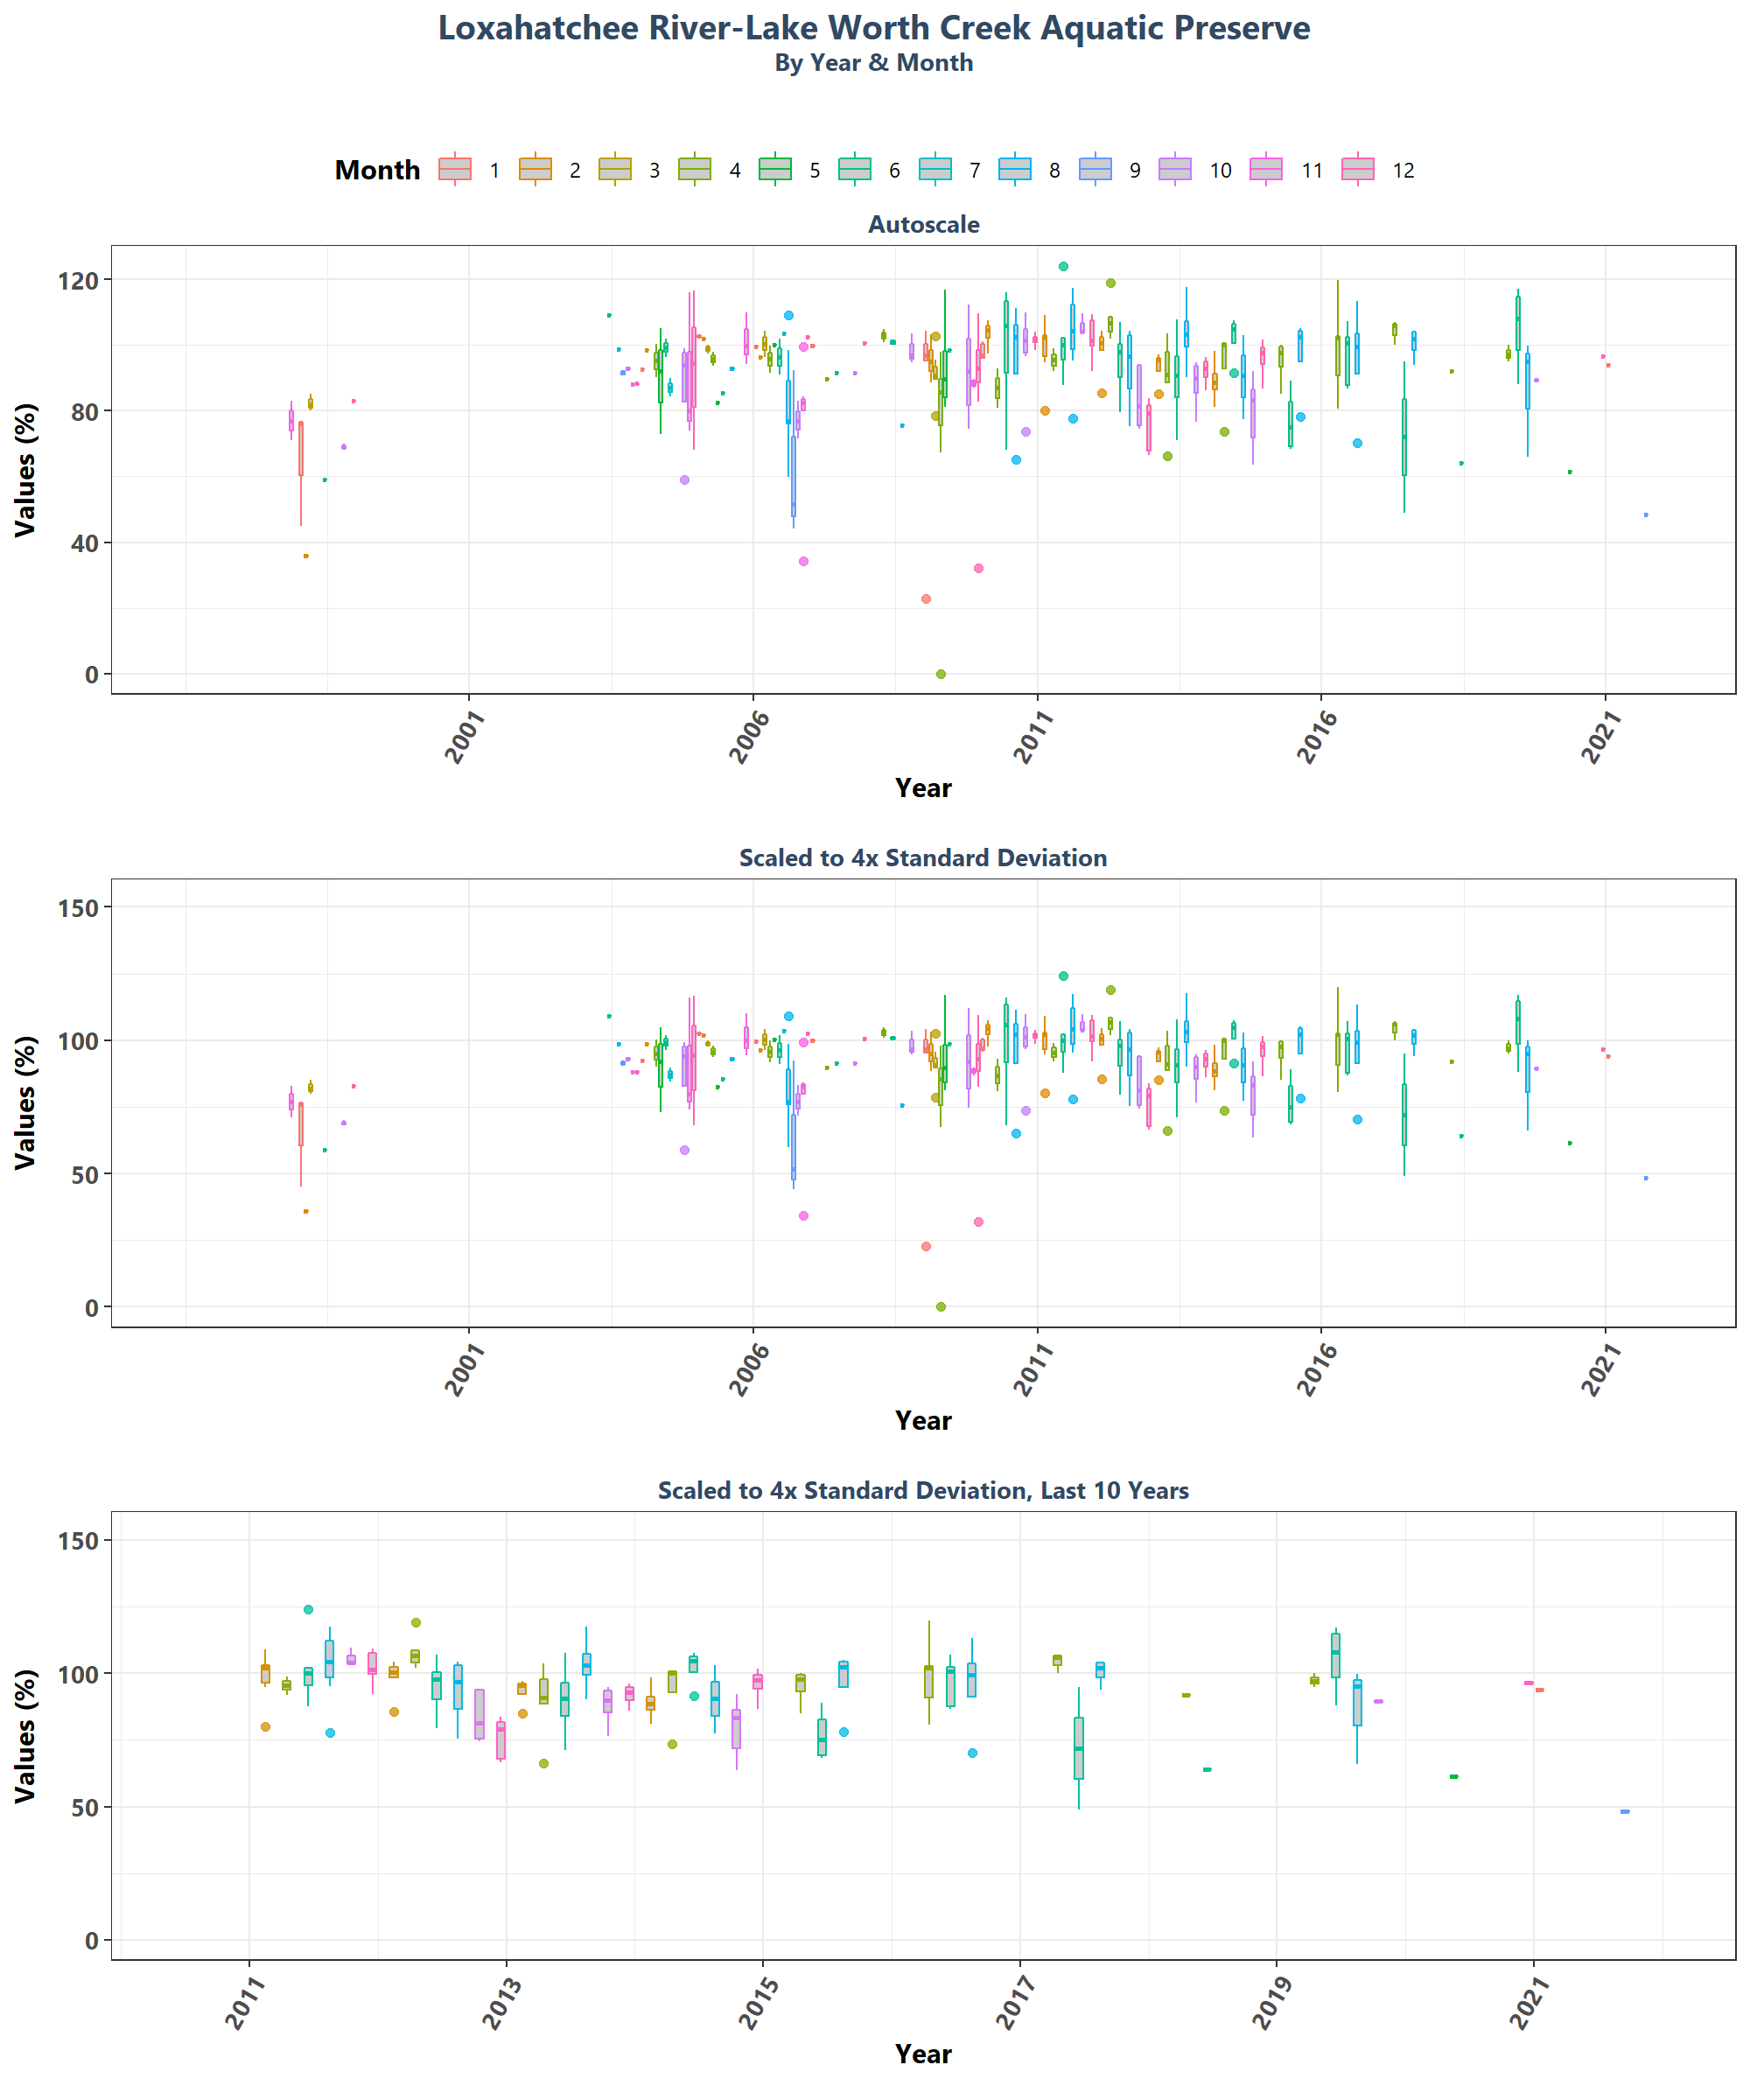 Loxahatchee River-Lake Worth Creek Aquatic Preserve
By Year & Month
Month 1 2 3 4 5 6 7 8 9 10 11 12
Autoscale
120
80
40
0
Values (%)
2001 2006 2011 2016 2021
Year
Scaled to 4x Standard Deviation
150
100
50
0
Values (%)
2001 2006 2011 2016 2021
Year
Scaled to 4x Standard Deviation, Last 10 Years
150
100
50
0
Values (%)
2011 2013 2015 2017 2019 2021
Year